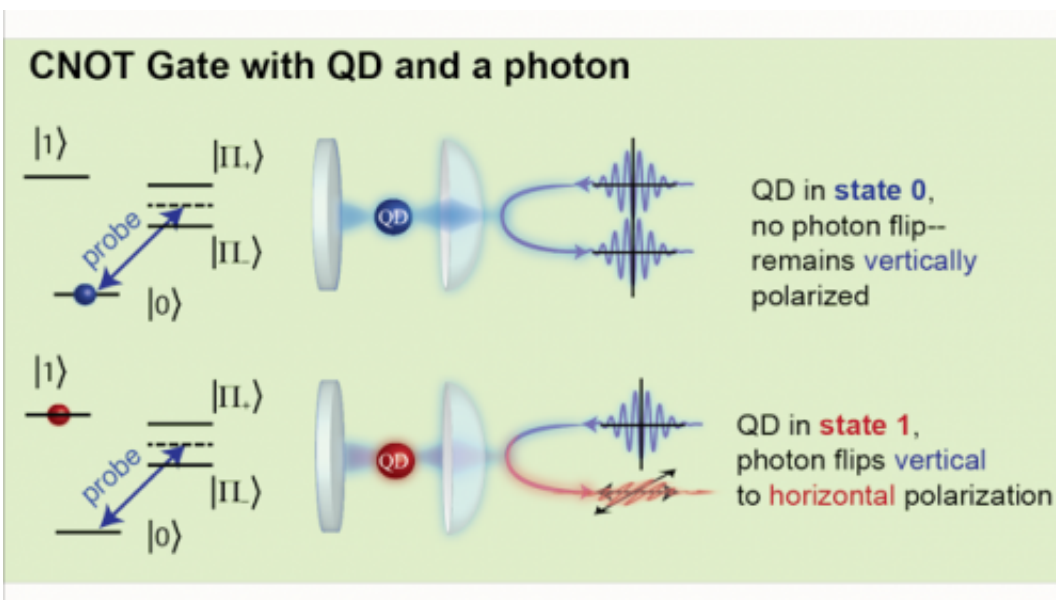 CNOT Gate with QD and a photon
|1⟩
|Π₊⟩
probe
|Π₋⟩
|0⟩
QD
QD in state 0,
no photon flip--
remains vertically
polarized
|1⟩
|Π₊⟩
probe
|Π₋⟩
|0⟩
QD
QD in state 1,
photon flips vertical
to horizontal polarization